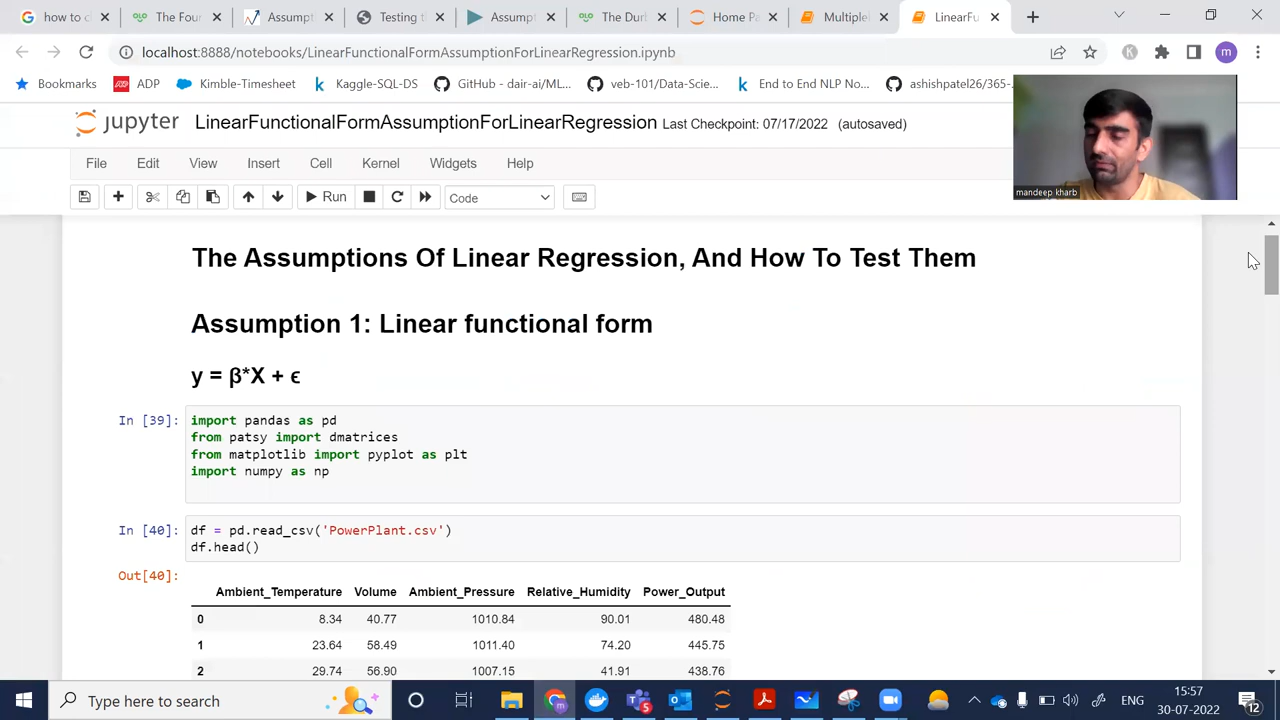 how to c
The Four
Assumpt
Testing th
Assumpt
The Durb
Home Pa
Multiple
LinearFu
localhost:8888/notebooks/LinearFunctionalFormAssumptionForLinearRegression.ipynb
K
m
Bookmarks
ADP
Kimble-Timesheet
Kaggle-SQL-DS
GitHub - dair-ai/ML...
veb-101/Data-Scie...
End to End NLP No...
ashishpatel26/365-
jupyter
LinearFunctionalFormAssumptionForLinearRegression Last Checkpoint: 07/17/2022 (autosaved)
File Edit View Insert Cell Kernel Widgets Help
Run
Code
mandeep kharb
The Assumptions Of Linear Regression, And How To Test Them
Assumption 1: Linear functional form
y = β*X + ϵ
In [39]:
import pandas as pd
from patsy import dmatrices
from matplotlib import pyplot as plt
import numpy as np
In [40]:
df = pd.read_csv('PowerPlant.csv')
df.head()
Out[40]:
Ambient_Temperature Volume Ambient_Pressure Relative_Humidity Power_Output
0 8.34 40.77 1010.84 90.01 480.48
1 23.64 58.49 1011.40 74.20 445.75
2 29.74 56.90 1007.15 41.91 438.76
Type here to search
ENG
15:57
30-07-2022
12